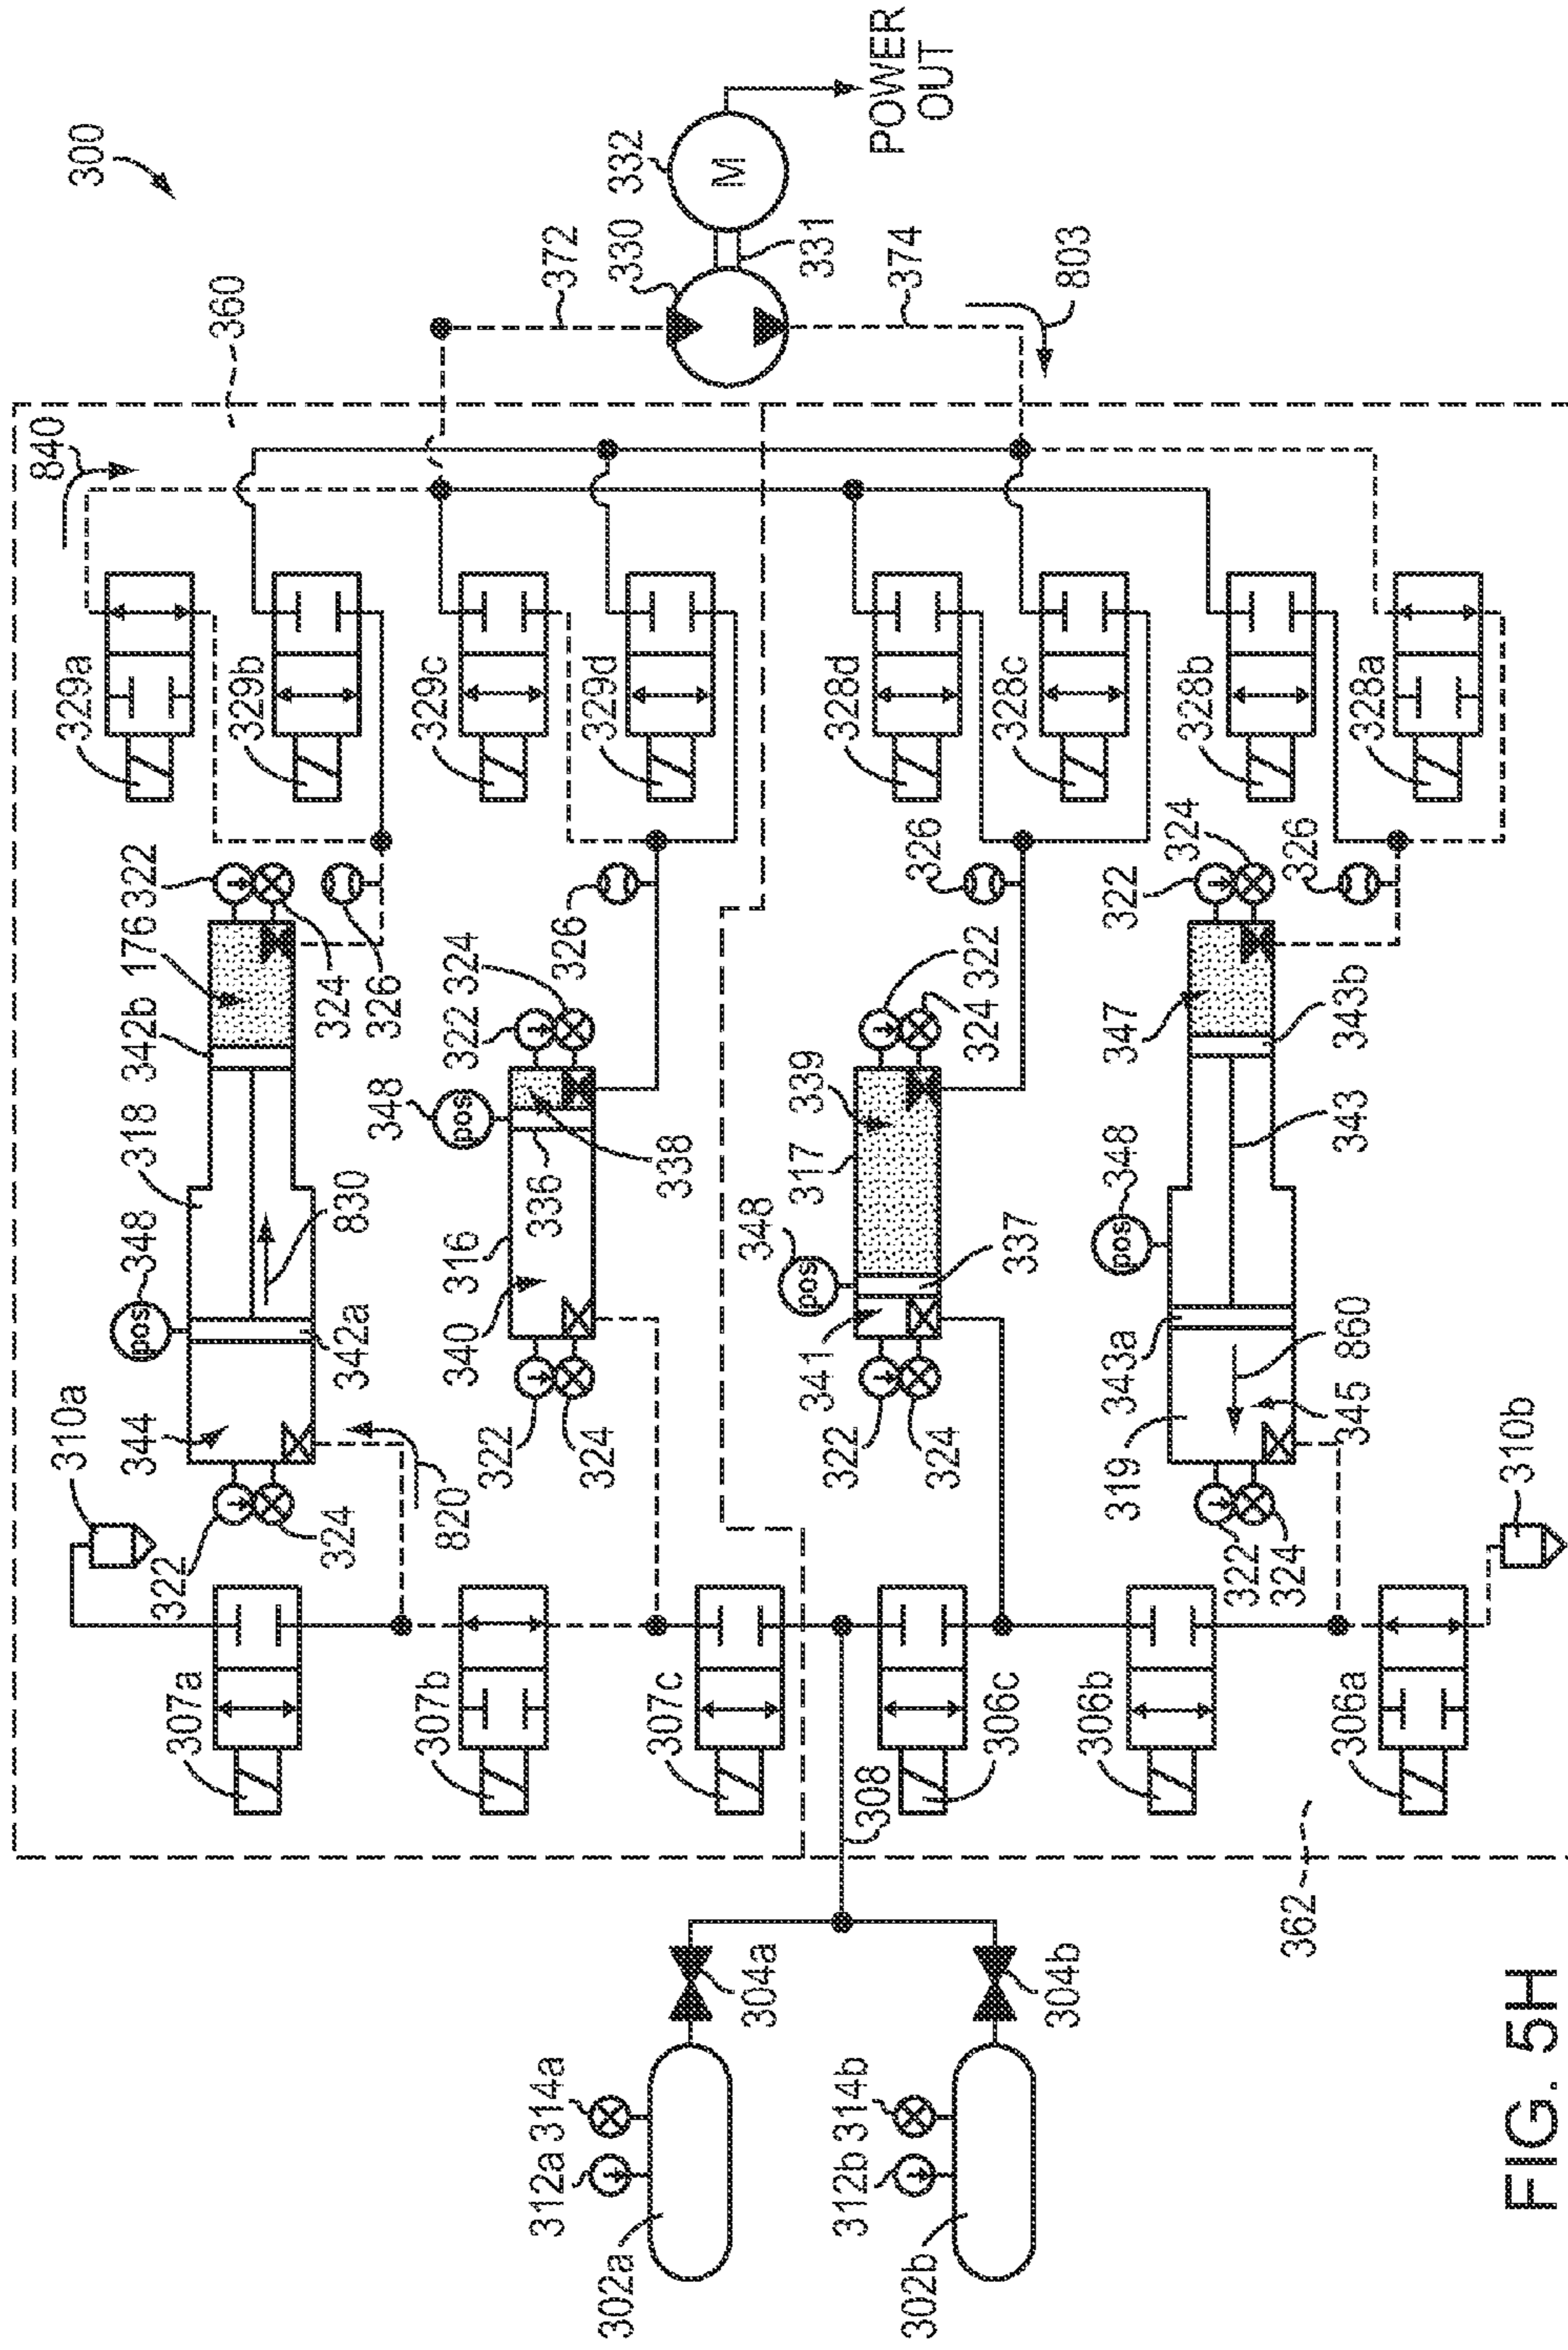 300
840
360
329a
329b
329c
329d
328d
328c
328b
328a
372
330
332
M
331
374
803
POWER
OUT
310a
344
348
pos
318
342b
176
322
324
326
342a
830
322
324
820
348
pos
322
324
326
316
336
338
340
322
324
348
pos
317
339
322
324
326
341
337
322
324
348
pos
347
322
324
326
343b
343
343a
319
860
345
322
324
310b
307a
307b
307c
308
306c
306b
306a
362
304a
304b
312a
314a
302a
312b
314b
302b
FIG. 5H